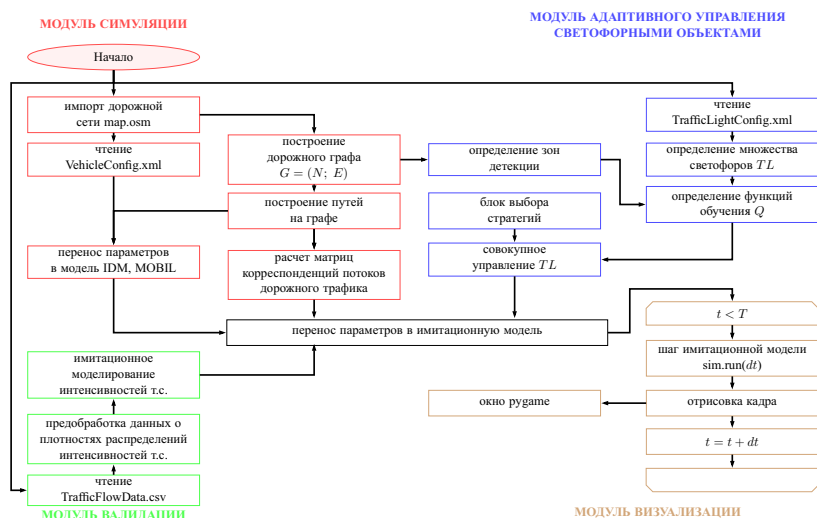 МОДУЛЬ СИМУЛЯЦИИ
МОДУЛЬ АДАПТИВНОГО УПРАВЛЕНИЯ
СВЕТОФОРНЫМИ ОБЪЕКТАМИ
Начало
импорт дорожной
сети map.osm
чтение
VehicleConfig.xml
построение
дорожного графа
G = (N; E)
построение путей
на графе
перенос параметров
в модель IDM, MOBIL
расчет матриц
корреспонденций потоков
дорожного трафика
определение зон
детекции
блок выбора
стратегий
совокупное
управление TL
чтение
TrafficLightConfig.xml
определение множества
светофоров TL
определение функций
обучения Q
перенос параметров в имитационную модель
t < T
шаг имитационной модели
sim.run(dt)
отрисовка кадра
окно pygame
t = t + dt
имитационное
моделирование
интенсивностей т.с.
предобработка данных о
плотностях распределений
интенсивностей т.с.
чтение
TrafficFlowData.csv
МОДУЛЬ ВАЛИДАЦИИ
МОДУЛЬ ВИЗУАЛИЗАЦИИ